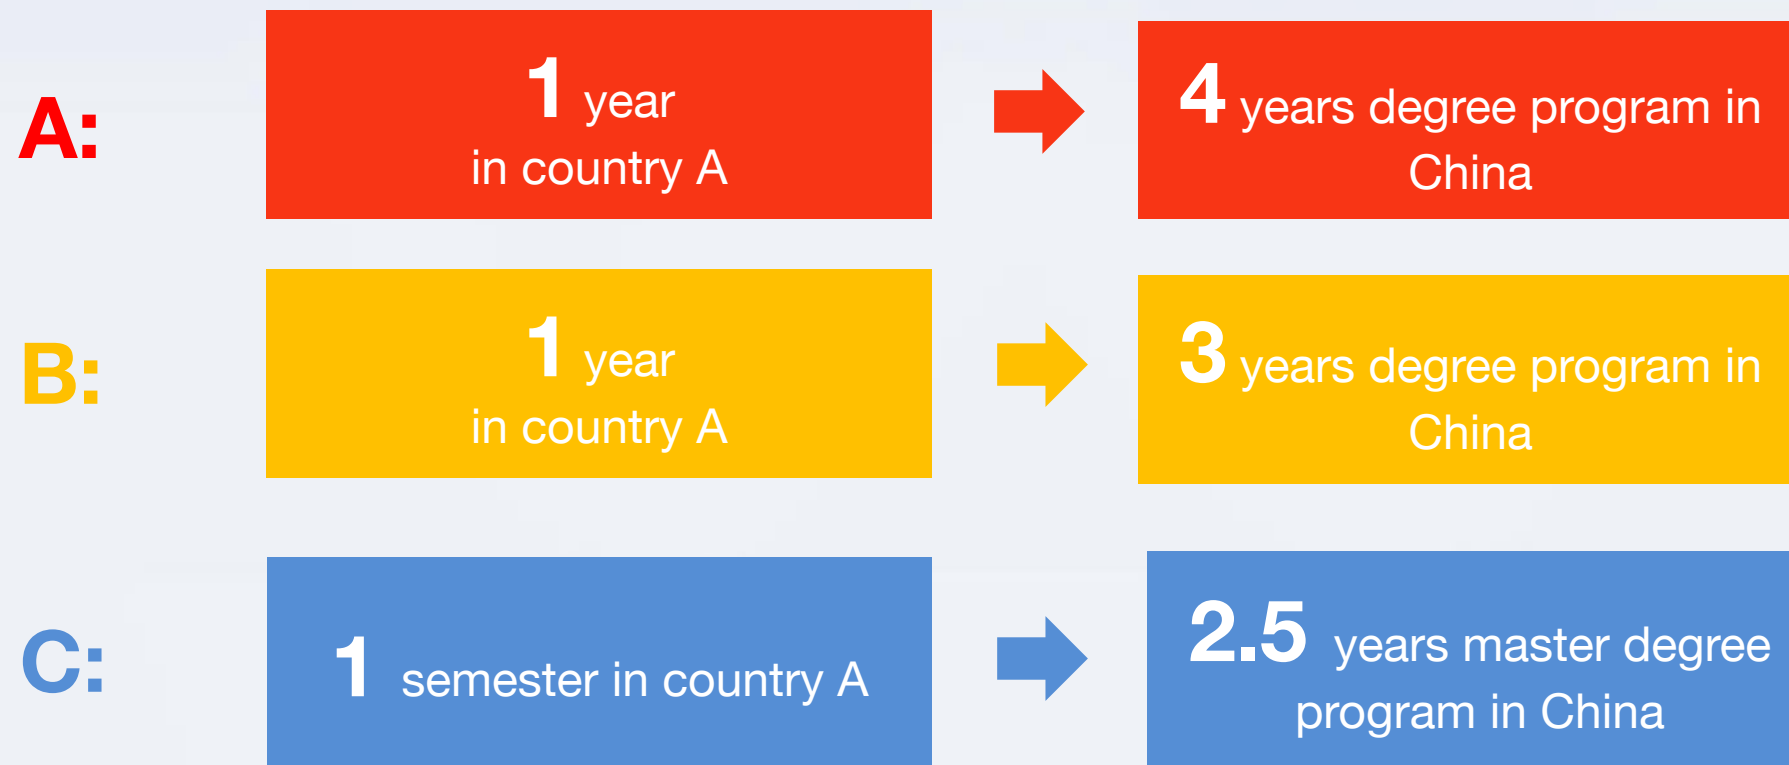 A:
1 year
in country A
4 years degree program in
China
B:
1 year
in country A
3 years degree program in
China
C:
1 semester in country A
2.5 years master degree
program in China